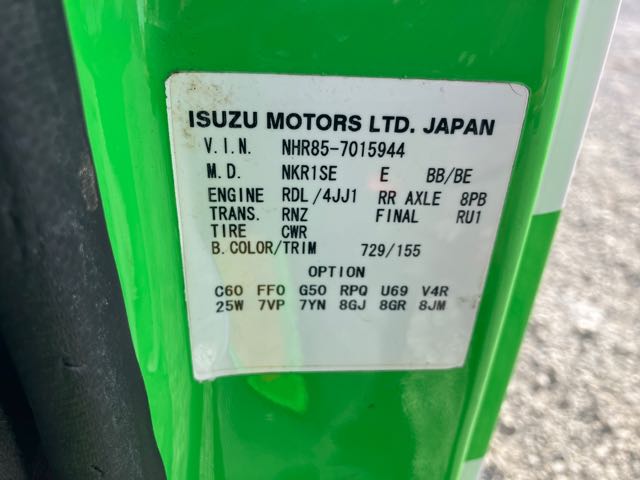 ISUZU MOTORS LTD. JAPAN
V.I.N. NHR85-7015944
M.D. NKR1SE E BB/BE
ENGINE RDL/4JJ1 RR AXLE 8PB
TRANS. RNZ FINAL RU1
TIRE CWR
B.COLOR/TRIM 729/155
OPTION
C60 FF0 G50 RPQ U69 V4R
25W 7VP 7YN 8GJ 8GR 8JM